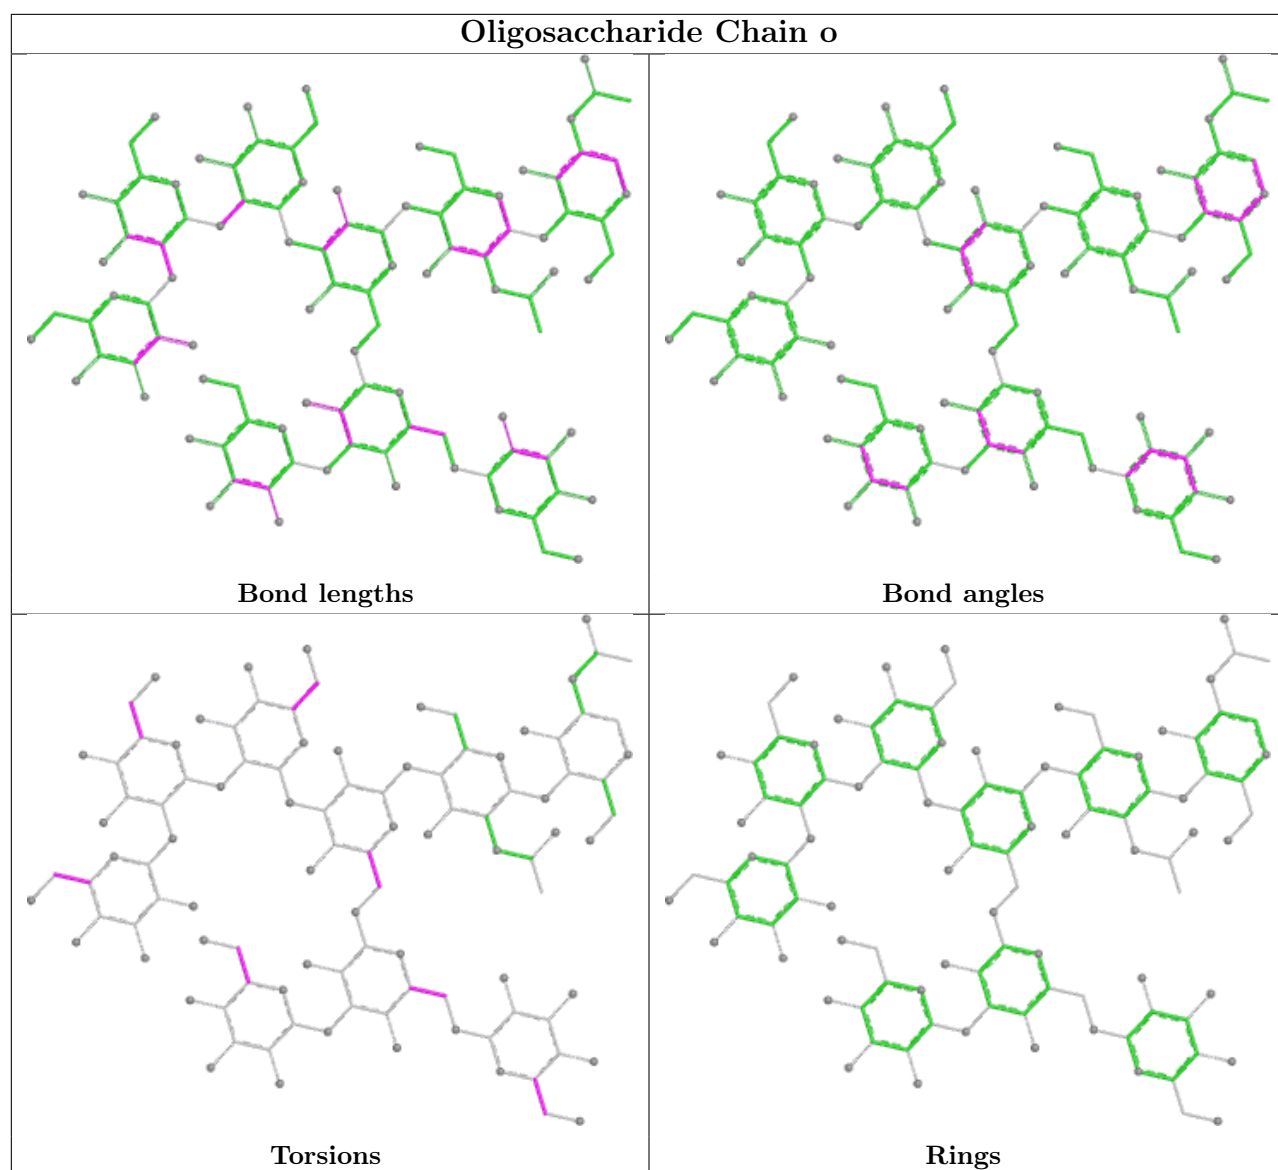 Oligosaccharide Chain o
Bond lengths
Bond angles
Torsions
Rings